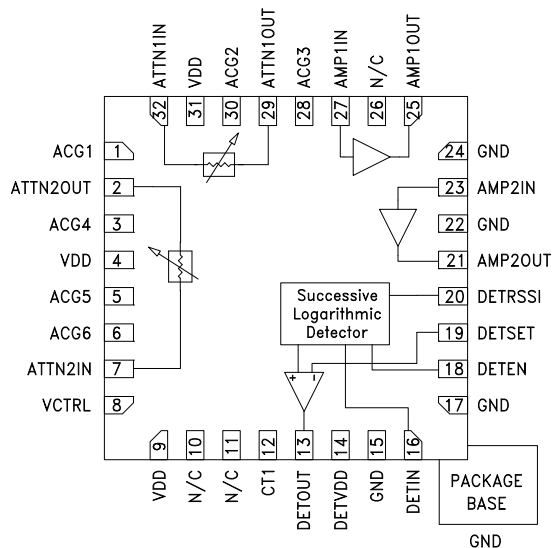 ATTN1IN
VDD
ACG2
ATTN1OUT
ACG3
AMP1IN
N/C
AMP1OUT
32
31
30
29
28
27
26
25
ACG1 1
ATTN2OUT 2
ACG4 3
VDD 4
ACG5 5
ACG6 6
ATTN2IN 7
VCTRL 8
24 GND
23 AMP2IN
22 GND
21 AMP2OUT
20 DETRSSI
19 DETSET
18 DETEN
17 GND
Successive
Logarithmic
Detector
+ −
9
10
11
12
13
14
15
16
VDD
N/C
N/C
CT1
DETOUT
DETVDD
GND
DETIN
PACKAGE
BASE
GND